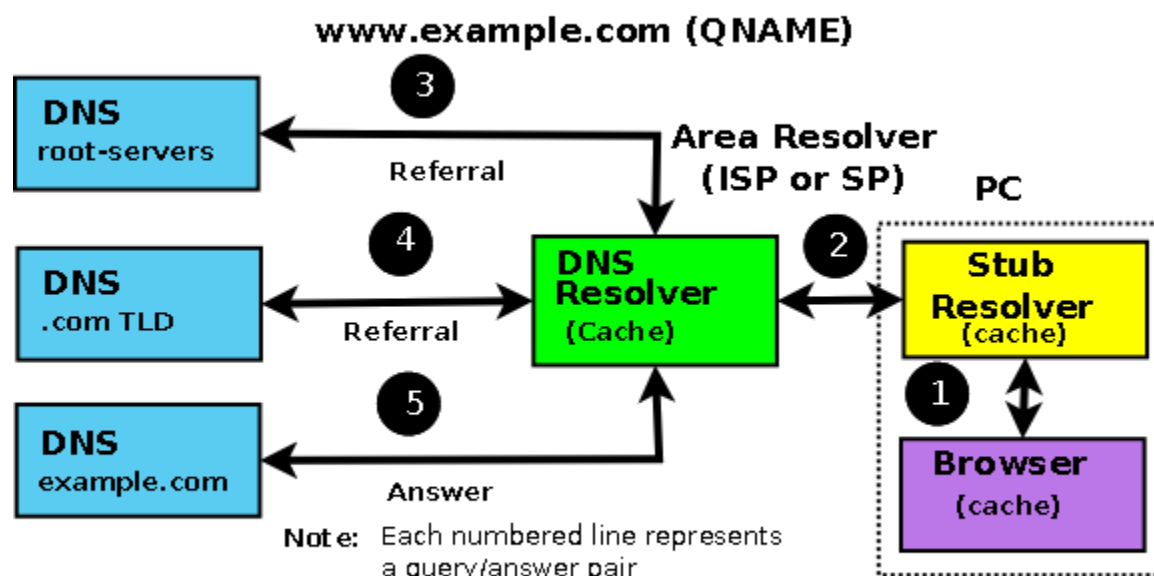 www.example.com (QNAME)
3
DNS
root-servers
Referral
Area Resolver
(ISP or SP)
PC
4
DNS
.com TLD
Referral
DNS
Resolver
(Cache)
2
Stub
Resolver
(cache)
1
5
DNS
example.com
Answer
Browser
(cache)
Note: Each numbered line represents
a query/answer pair